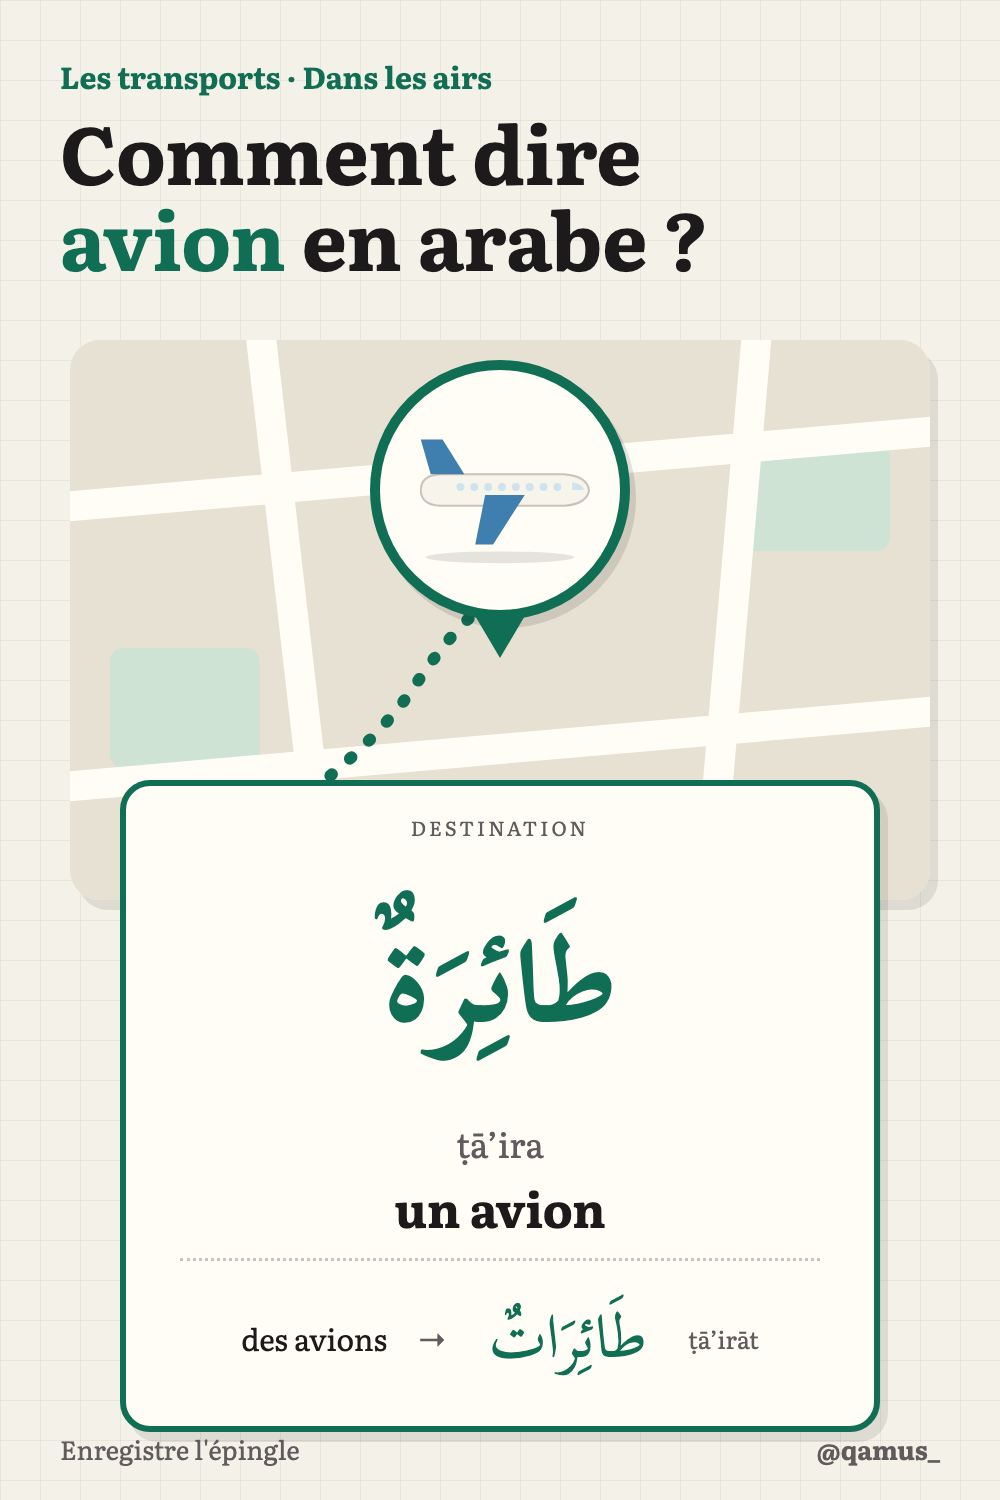 Les transports · Dans les airs
Comment dire
avion en arabe ?
DESTINATION
طَائِرَةٌ
ṭā’ira
un avion
des avions → طَائِرَاتٌ ṭā’irāt
Enregistre l'épingle @qamus_